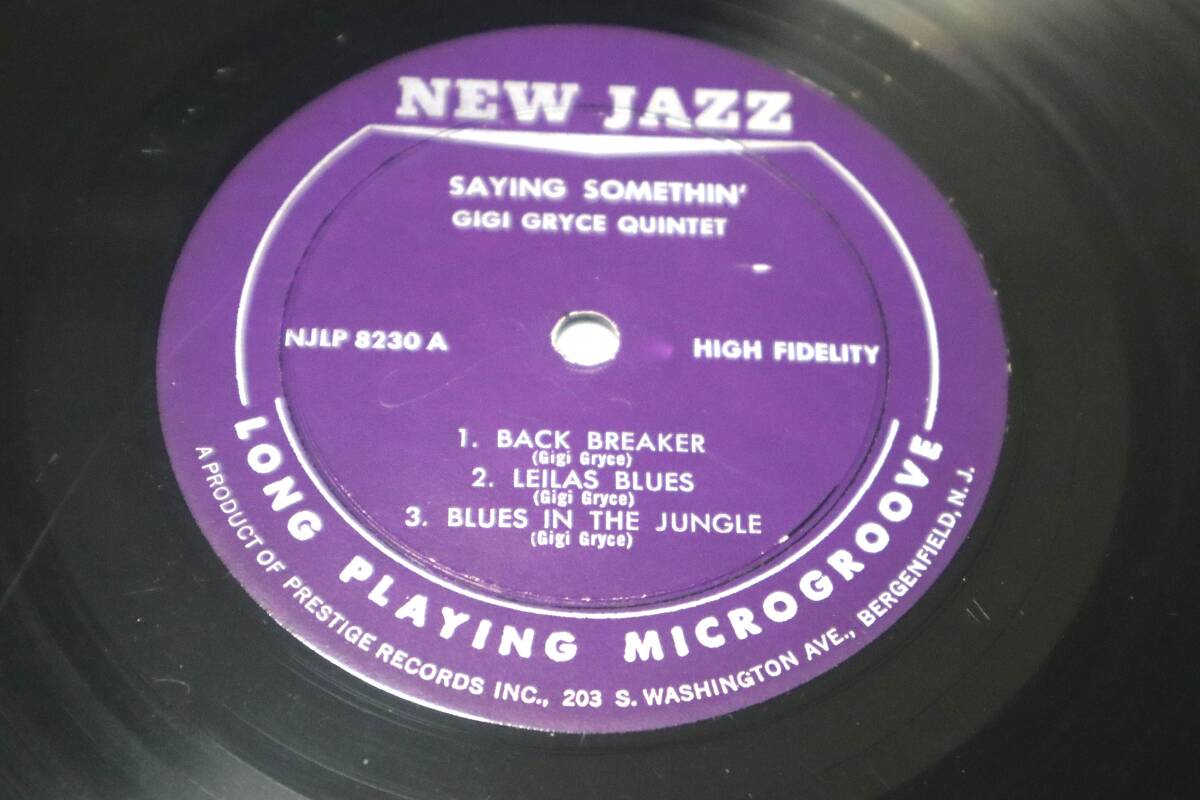 NEW JAZZ
SAYING SOMETHIN'
GIGI GRYCE QUINTET
NJLP 8230 A
HIGH FIDELITY
1. BACK BREAKER
(Gigi Gryce)
2. LEILAS BLUES
(Gigi Gryce)
3. BLUES IN THE JUNGLE
(Gigi Gryce)
LONG PLAYING MICROGROOVE
A PRODUCT OF PRESTIGE RECORDS INC., 203 S. WASHINGTON AVE., BERGENFIELD, N. J.